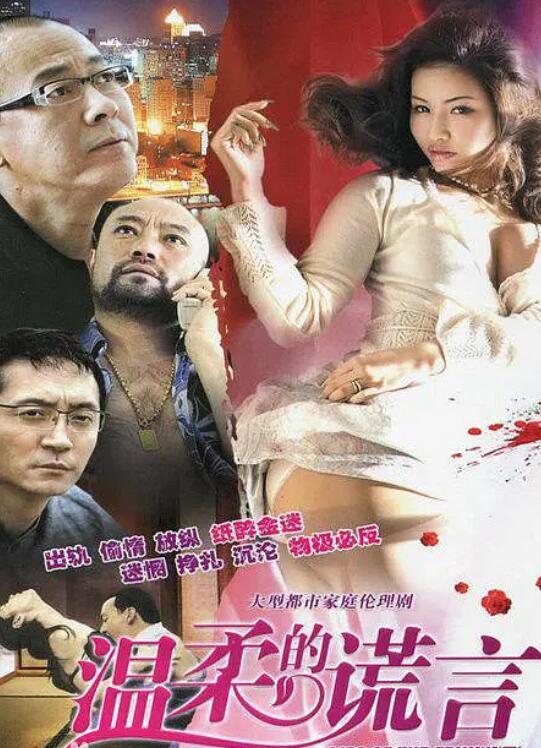 出轨 偷情 放纵 纸醉金迷
迷惘 挣扎 沉沦 物极必反
大型都市家庭伦理剧
温柔的谎言